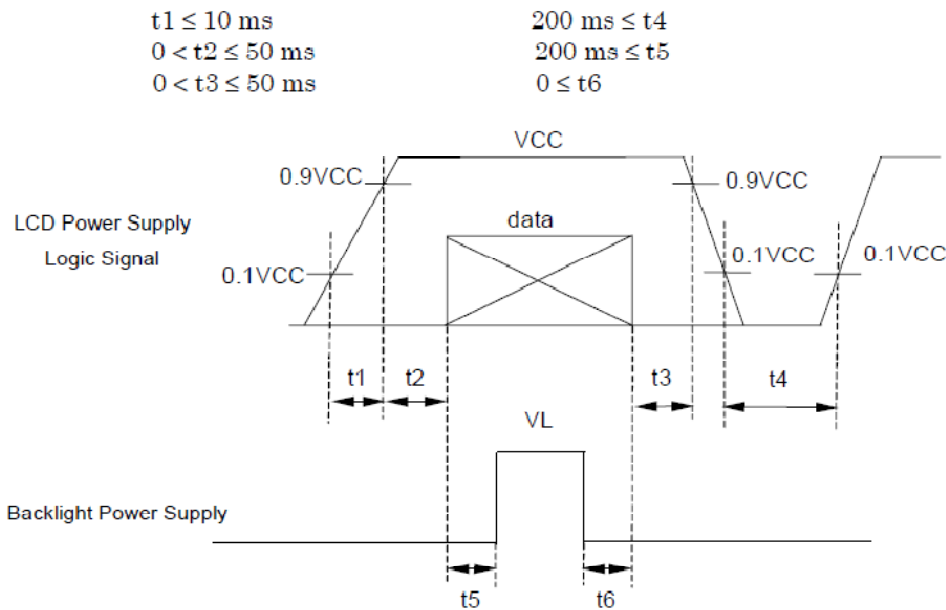 t1 ≤ 10 ms
200 ms ≤ t4
0 < t2 ≤ 50 ms
200 ms ≤ t5
0 < t3 ≤ 50 ms
0 ≤ t6
VCC
0.9VCC
0.9VCC
LCD Power Supply
Logic Signal
data
0.1VCC
0.1VCC
0.1VCC
t1
t2
t3
t4
VL
Backlight Power Supply
t5
t6